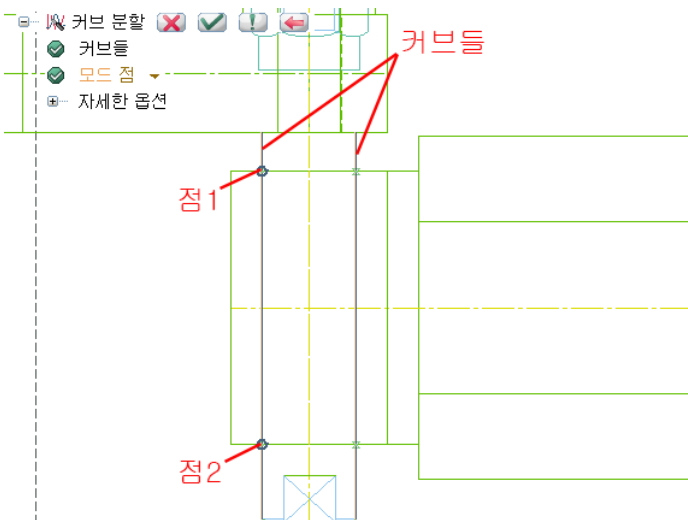 커브 분할
커브들
모드 점
자세한 옵션
커브들
점1
점2